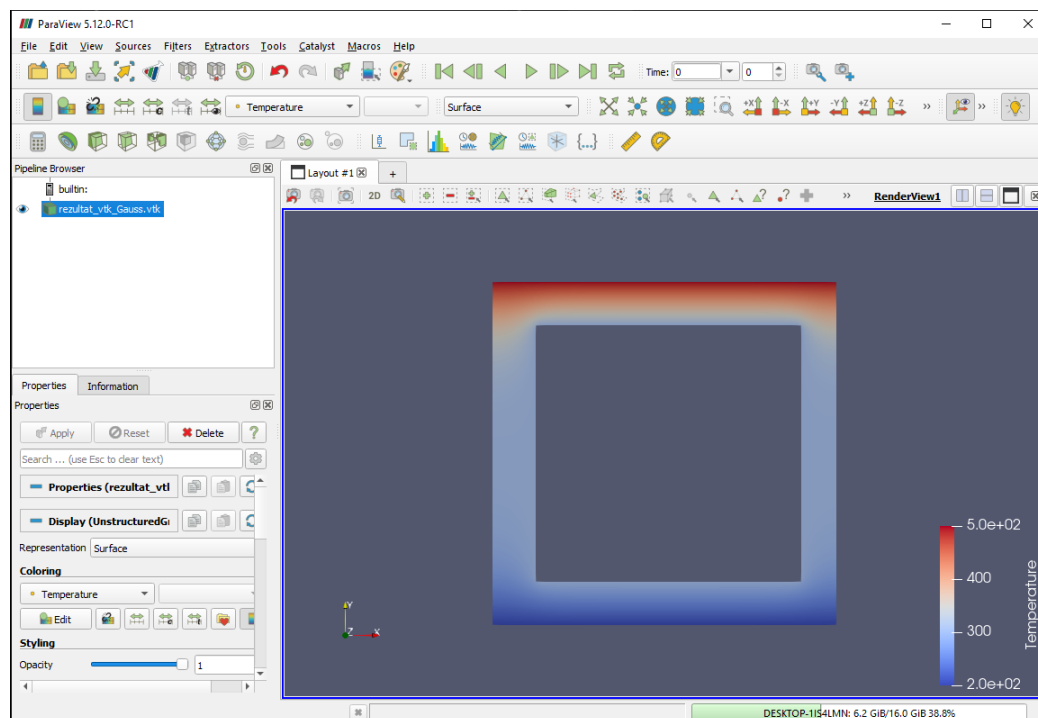 ParaView 5.12.0-RC1
File Edit View Sources Filters Extractors Tools Catalyst Macros Help
Time: 0 0
Temperature Surface +X -X +Y -Y +Z -Z »  »
{...}
Pipeline Browser
builtin:
rezultat_vtk_Gauss.vtk
Layout #1 +
2D » RenderView1
Properties Information
Properties
Apply Reset Delete ?
Search ... (use Esc to clear text)
Properties (rezultat_vtl
Display (UnstructuredG
Representation Surface
Coloring
Temperature
Edit
Styling
Opacity 1
Y
Z X
5.0e+02
400
300
2.0e+02
Temperature
DESKTOP-1IS4LMN: 6.2 GiB/16.0 GiB 38.8%